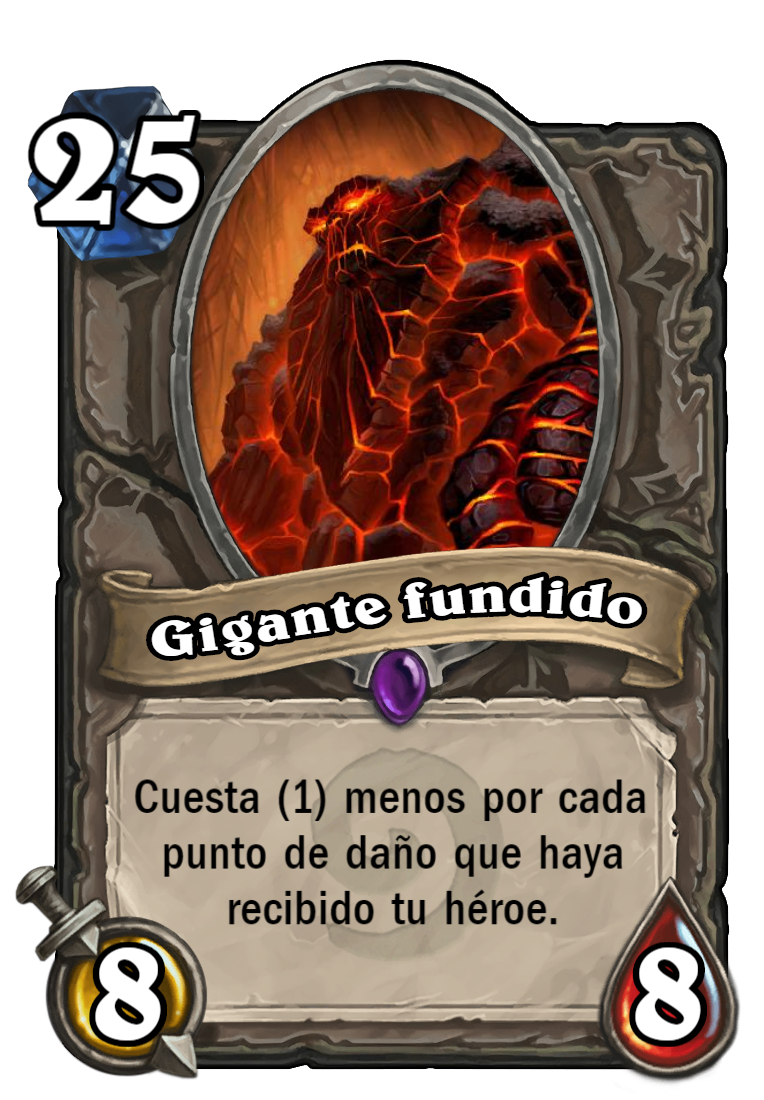 25
Gigante fundido
Cuesta (1) menos por cada
punto de daño que haya
recibido tu héroe.
8
8